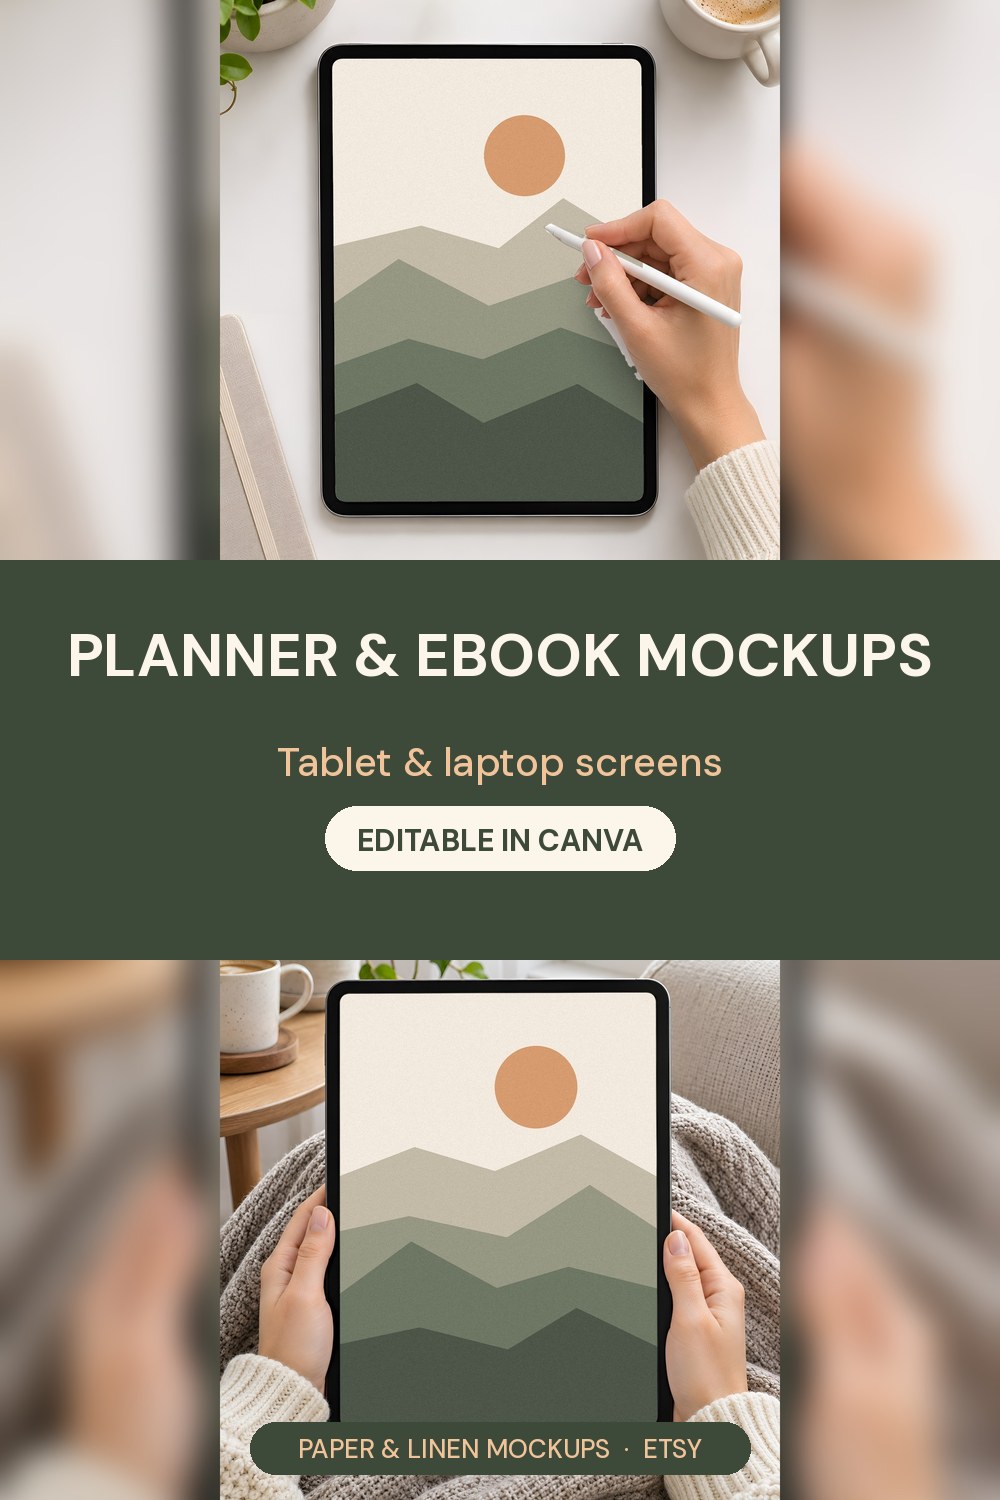 PLANNER & EBOOK MOCKUPS
Tablet & laptop screens
EDITABLE IN CANVA
PAPER & LINEN MOCKUPS · ETSY